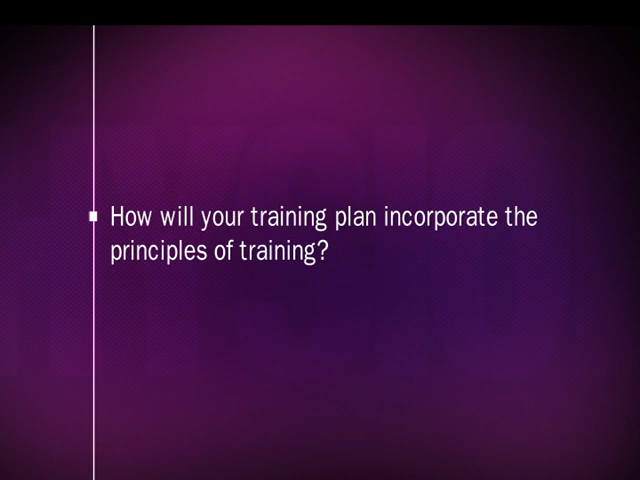 How will your training plan incorporate the
principles of training?